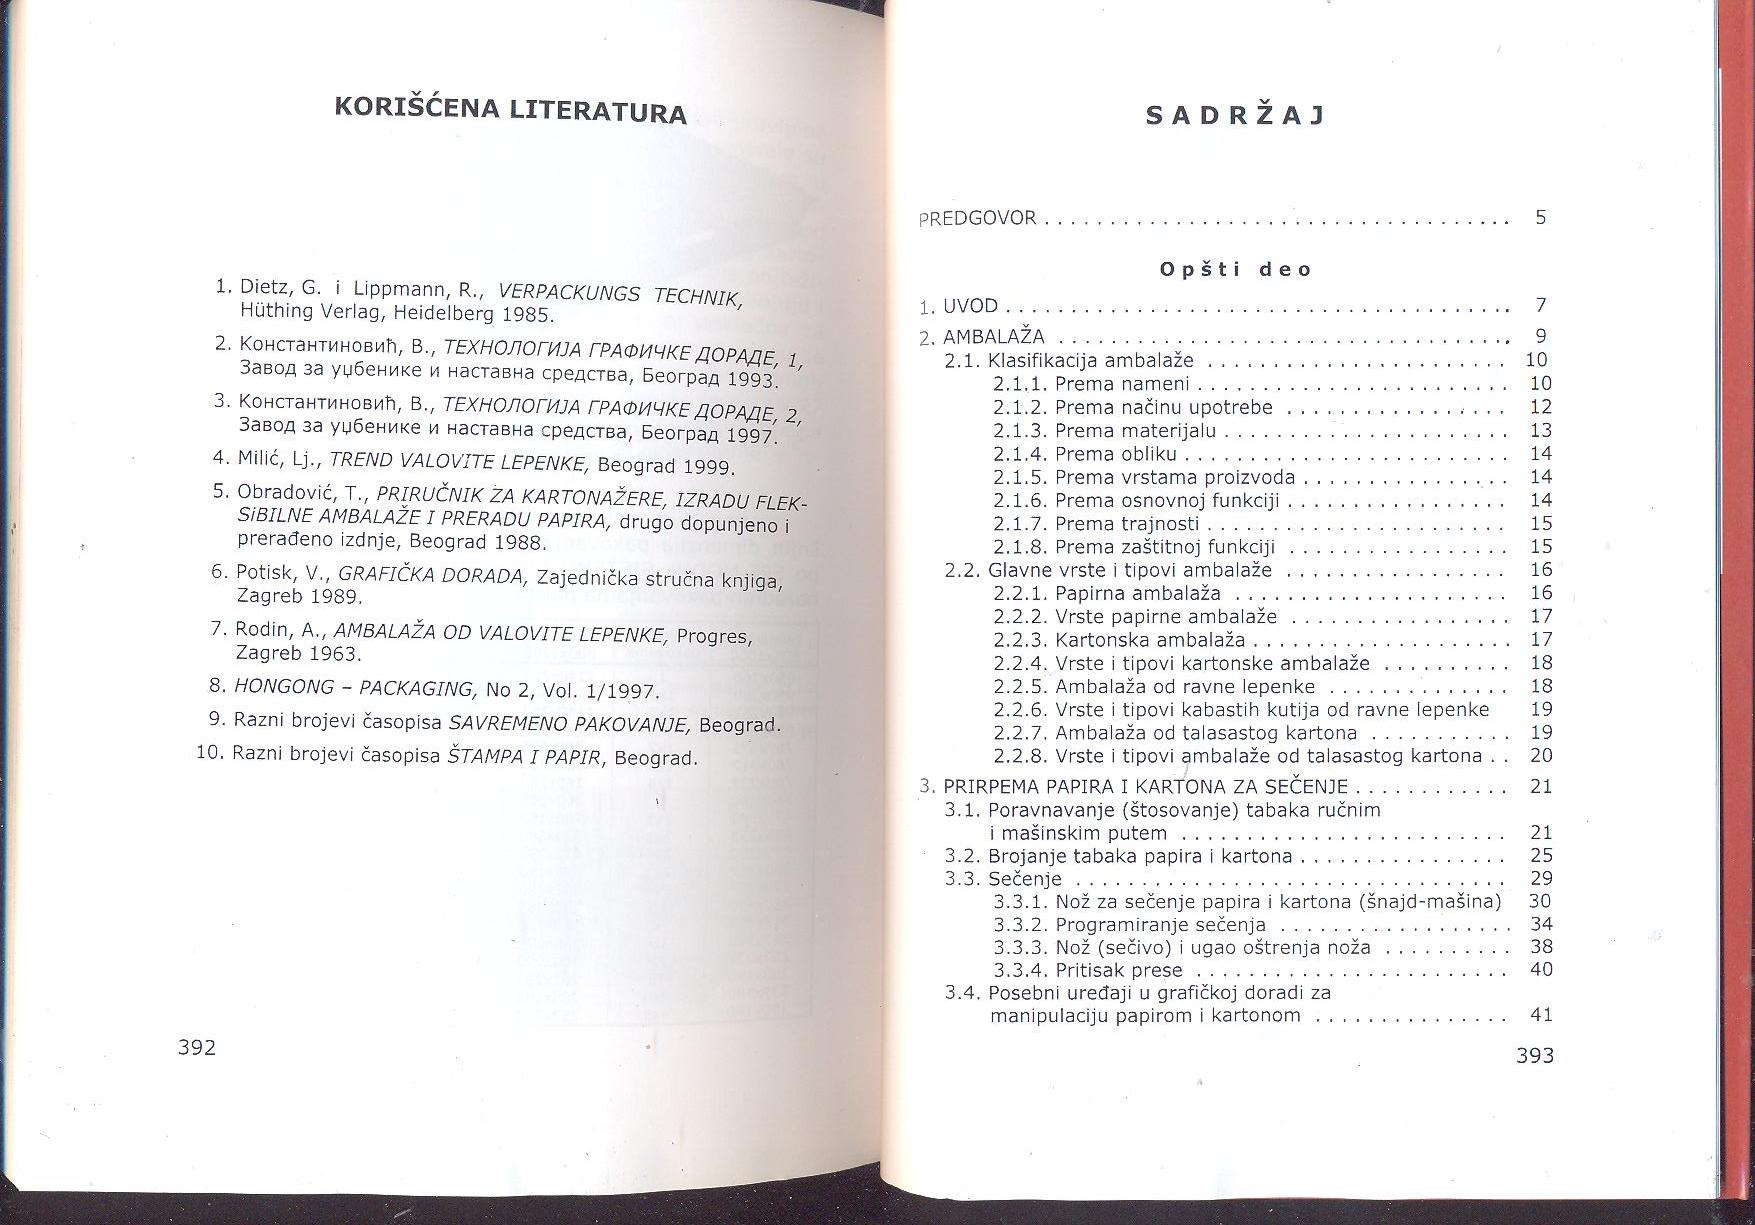 KORIŠĆENA LITERATURA
1. Dietz, G. i Lippmann, R., VERPACKUNGS TECHNIK,
Hüthing Verlag, Heidelberg 1985.
2. Константиновић, В., ТЕХНОЛОГИЈА ГРАФИЧКЕ ДОРАДЕ, 1,
Завод за уџбенике и наставна средства, Београд 1993.
3. Константиновић, В., ТЕХНОЛОГИЈА ГРАФИЧКЕ ДОРАДЕ, 2,
Завод за уџбенике и наставна средства, Београд 1997.
4. Milić, Lj., TREND VALOVITE LEPENKE, Beograd 1999.
5. Obradović, T., PRIRUČNIK ZA KARTONAŽERE, IZRADU FLEK-
SiBILNE AMBALAŽE I PRERADU PAPIRA, drugo dopunjeno i
prerađeno izdnje, Beograd 1988.
6. Potisk, V., GRAFIČKA DORADA, Zajednička stručna knjiga,
Zagreb 1989.
7. Rodin, A., AMBALAŽA OD VALOVITE LEPENKE, Progres,
Zagreb 1963.
8. HONGONG – PACKAGING, No 2, Vol. 1/1997.
9. Razni brojevi časopisa SAVREMENO PAKOVANJE, Beograd.
10. Razni brojevi časopisa ŠTAMPA I PAPIR, Beograd.
392
SADRŽAJ
PREDGOVOR . . . . . . . . . . 5
Opšti deo
1. UVOD . . . . . . . . . . 7
2. AMBALAŽA . . . . . . . . . . 9
2.1. Klasifikacija ambalaže . . . . . . . . . . 10
2.1.1. Prema nameni . . . . . . . . . . 10
2.1.2. Prema načinu upotrebe . . . . . . . . . . 12
2.1.3. Prema materijalu . . . . . . . . . . 13
2.1.4. Prema obliku . . . . . . . . . . 14
2.1.5. Prema vrstama proizvoda . . . . . . . . . . 14
2.1.6. Prema osnovnoj funkciji . . . . . . . . . . 14
2.1.7. Prema trajnosti . . . . . . . . . . 15
2.1.8. Prema zaštitnoj funkciji . . . . . . . . . . 15
2.2. Glavne vrste i tipovi ambalaže . . . . . . . . . . 16
2.2.1. Papirna ambalaža . . . . . . . . . . 16
2.2.2. Vrste papirne ambalaže . . . . . . . . . . 17
2.2.3. Kartonska ambalaža . . . . . . . . . . 17
2.2.4. Vrste i tipovi kartonske ambalaže . . . . . . . . . . 18
2.2.5. Ambalaža od ravne lepenke . . . . . . . . . . 18
2.2.6. Vrste i tipovi kabastih kutija od ravne lepenke 19
2.2.7. Ambalaža od talasastog kartona . . . . . . . . . . 19
2.2.8. Vrste i tipovi ambalaže od talasastog kartona . . 20
3. PRIRPEMA PAPIRA I KARTONA ZA SEČENJE . . . . . . . . . . 21
3.1. Poravnavanje (štosovanje) tabaka ručnim
i mašinskim putem . . . . . . . . . . 21
3.2. Brojanje tabaka papira i kartona . . . . . . . . . . 25
3.3. Sečenje . . . . . . . . . . 29
3.3.1. Nož za sečenje papira i kartona (šnajd-mašina) 30
3.3.2. Programiranje sečenja . . . . . . . . . . 34
3.3.3. Nož (sečivo) i ugao oštrenja noža . . . . . . . . . . 38
3.3.4. Pritisak prese . . . . . . . . . . 40
3.4. Posebni uređaji u grafičkoj doradi za
manipulaciju papirom i kartonom . . . . . . . . . . 41
393